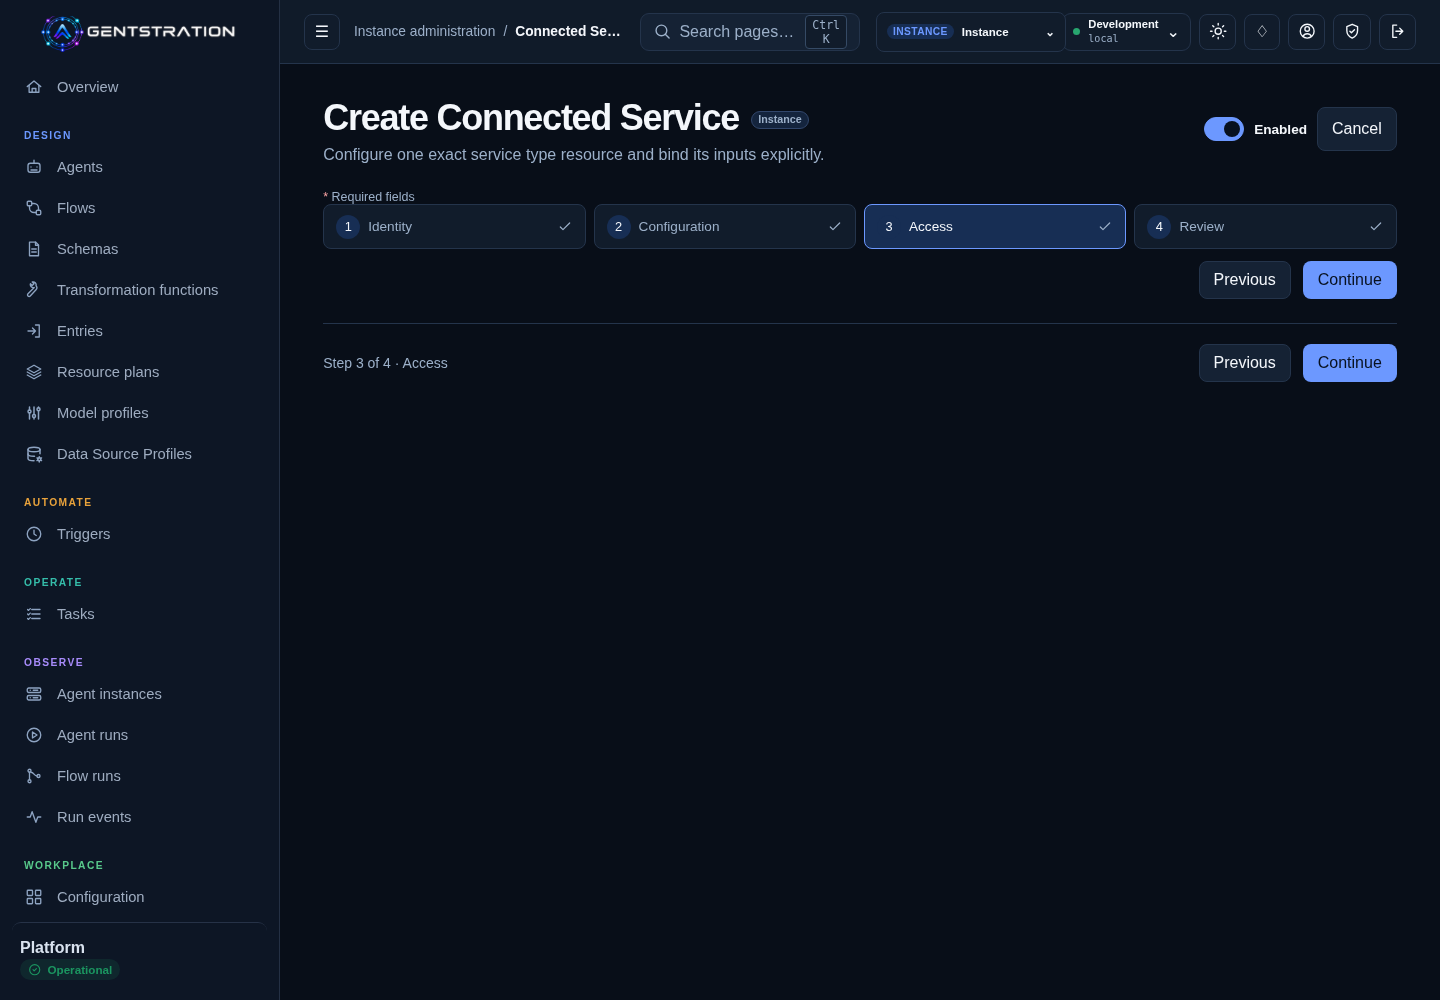 GENTSTRATION
Overview
DESIGN
Agents
Flows
Schemas
Transformation functions
Entries
Resource plans
Model profiles
Data Source Profiles
AUTOMATE
Triggers
OPERATE
Tasks
OBSERVE
Agent instances
Agent runs
Flow runs
Run events
WORKPLACE
Configuration
Platform
Operational
Instance administration / Connected Se…
Search pages…
Ctrl
K
INSTANCE Instance
Development
local
Create Connected Service Instance
Configure one exact service type resource and bind its inputs explicitly.
Enabled
Cancel
* Required fields
1 Identity
2 Configuration
3 Access
4 Review
Previous Continue
Step 3 of 4 · Access
Previous Continue